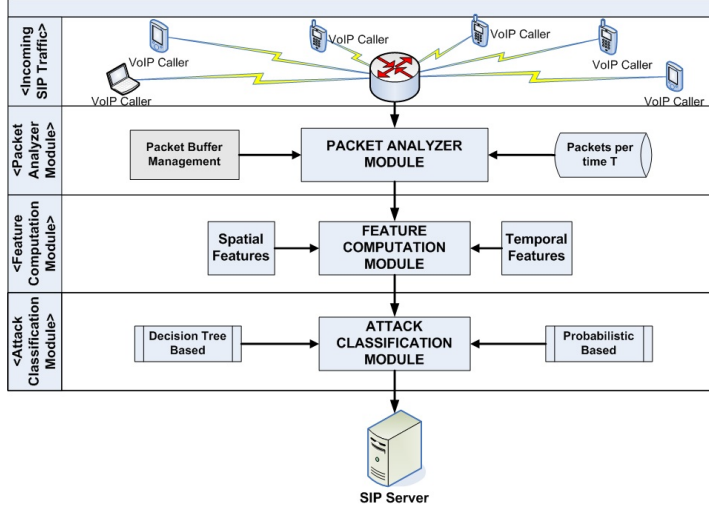 <Incoming
SIP Traffic>
VoIP Caller
VoIP Caller
VoIP Caller
VoIP Caller
VoIP Caller
VoIP Caller
<Packet
Analyzer
Module>
Packet Buffer
Management
PACKET ANALYZER
MODULE
Packets per
time T
<Feature
Computation
Module>
Spatial
Features
FEATURE
COMPUTATION
MODULE
Temporal
Features
<Attack
Classification
Module>
Decision Tree
Based
ATTACK
CLASSIFICATION
MODULE
Probabilistic
Based
SIP Server